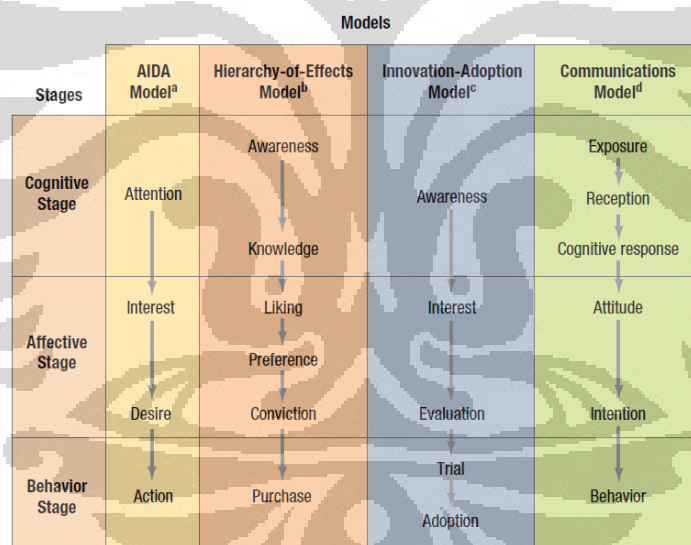 Models
Stages
AIDA
Model^a
Hierarchy-of-Effects
Model^b
Innovation-Adoption
Model^c
Communications
Model^d
Cognitive
Stage
Attention
Awareness
Knowledge
Awareness
Exposure
Reception
Cognitive response
Affective
Stage
Interest
Desire
Liking
Preference
Conviction
Interest
Evaluation
Attitude
Intention
Behavior
Stage
Action
Purchase
Trial
Adoption
Behavior